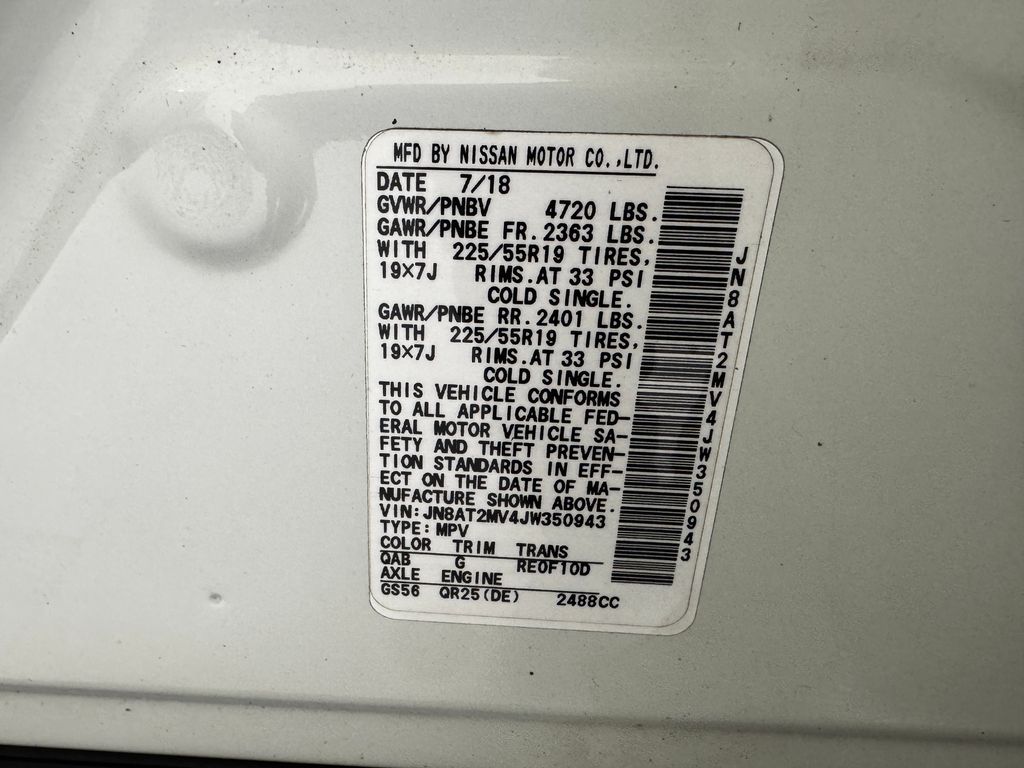 MFD BY NISSAN MOTOR CO.,LTD.
DATE 7/18
GVWR/PNBV 4720 LBS.
GAWR/PNBE FR. 2363 LBS.
WITH 225/55R19 TIRES,
19×7J RIMS.AT 33 PSI
COLD SINGLE.
GAWR/PNBE RR. 2401 LBS.
WITH 225/55R19 TIRES,
19×7J RIMS.AT 33 PSI
COLD SINGLE.
THIS VEHICLE CONFORMS
TO ALL APPLICABLE FED-
ERAL MOTOR VEHICLE SA-
FETY AND THEFT PREVEN-
TION STANDARDS IN EFF-
ECT ON THE DATE OF MA-
NUFACTURE SHOWN ABOVE.
VIN:JN8AT2MV4JW350943
TYPE:MPV
COLOR TRIM TRANS
QAB G RE0F10D
AXLE ENGINE
GS56 QR25(DE) 2488CC
JN8AT2MV4JW350943